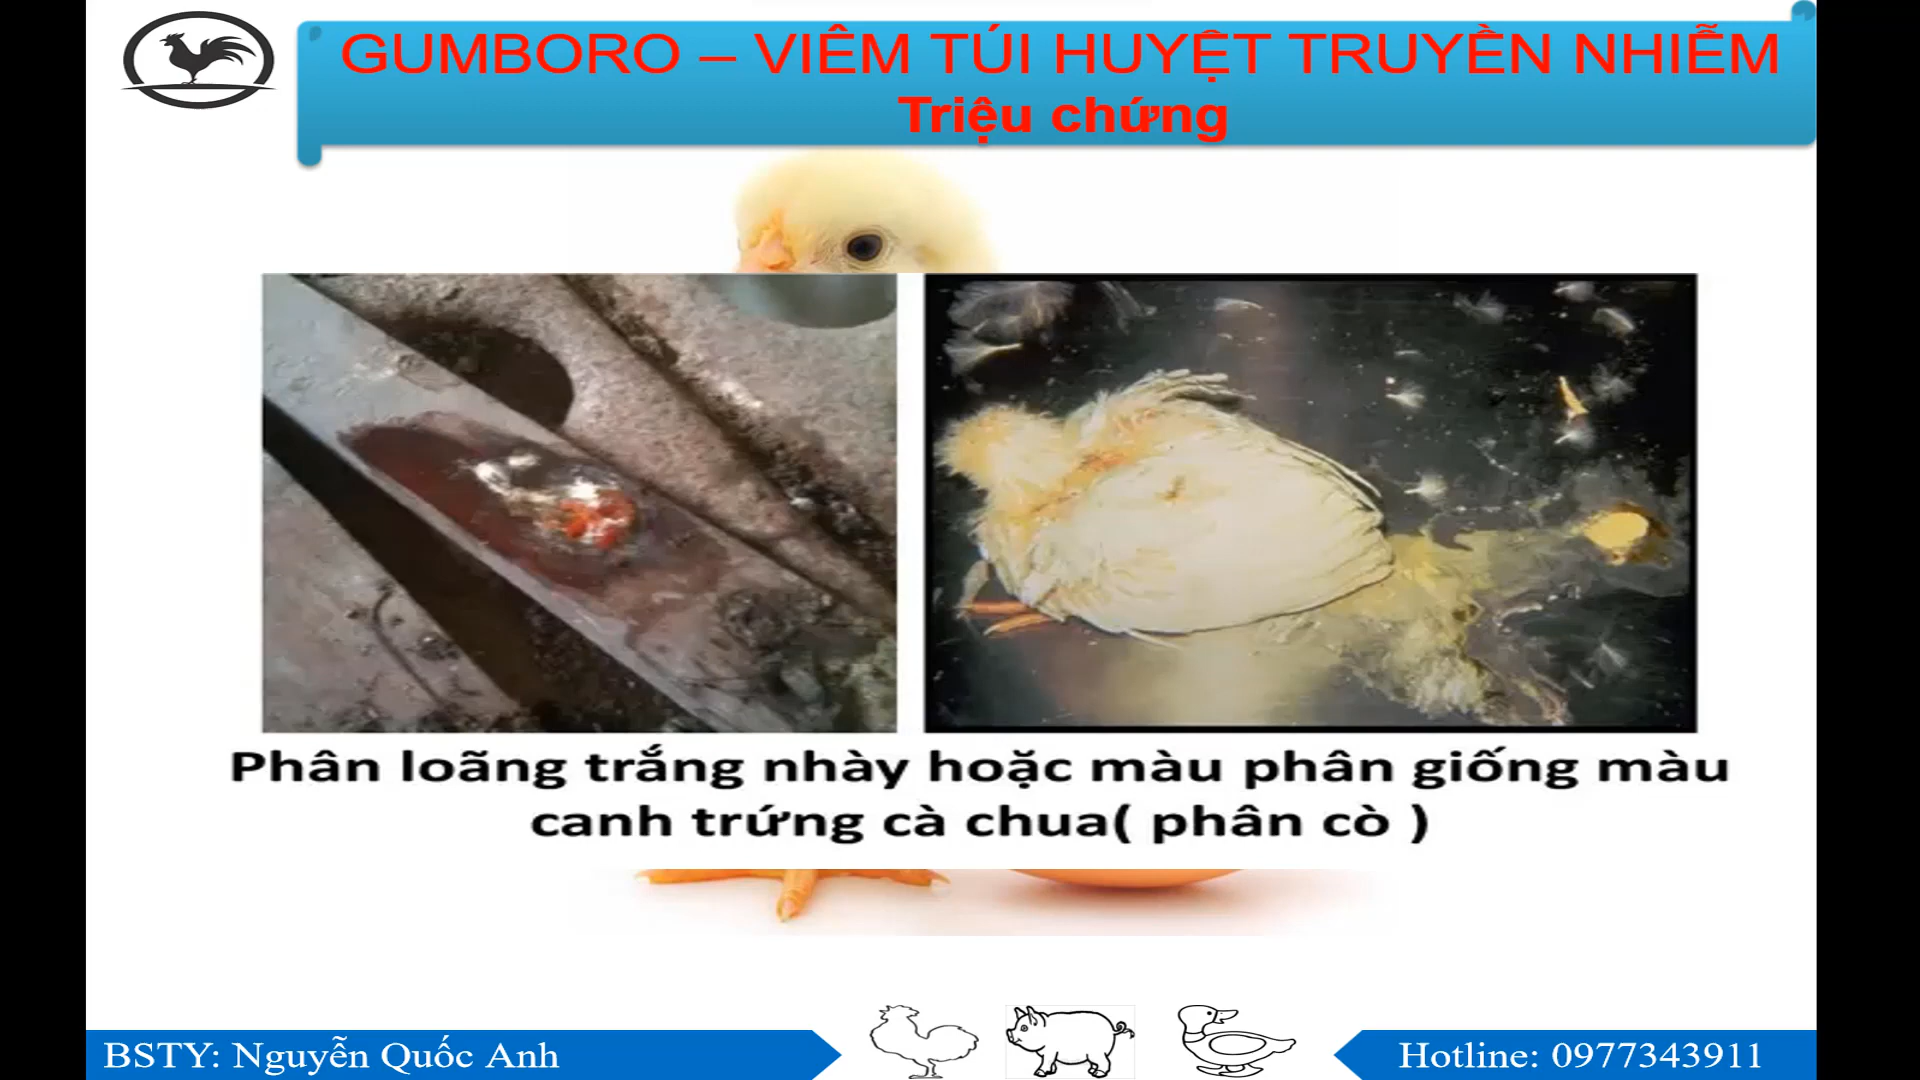 GUMBORO – VIÊM TÚI HUYỆT TRUYỀN NHIỄM
Triệu chứng
Phân loãng trắng nhày hoặc màu phân giống màu
canh trứng cà chua( phân cò )
BSTY: Nguyễn Quốc Anh
Hotline: 0977343911